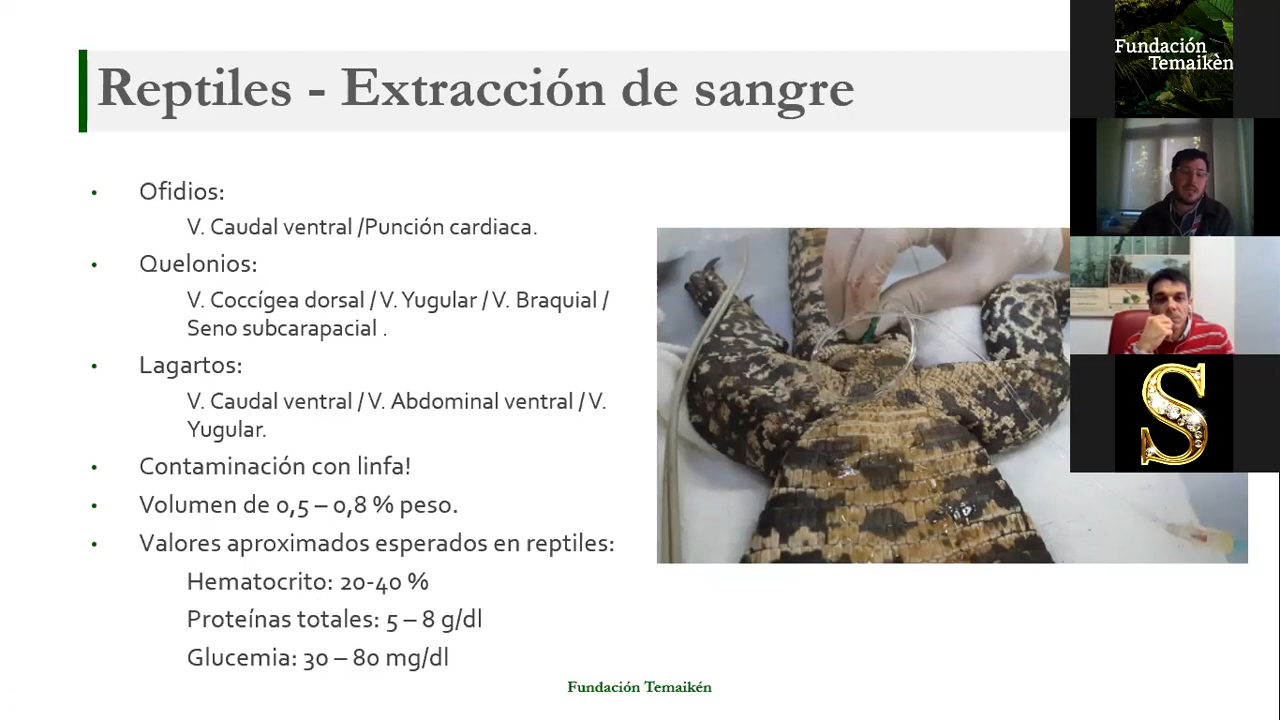 Reptiles - Extracción de sangre
• Ofidios:
V. Caudal ventral /Punción cardiaca.
• Quelonios:
V. Coccígea dorsal / V. Yugular / V. Braquial /
Seno subcarapacial .
• Lagartos:
V. Caudal ventral / V. Abdominal ventral / V.
Yugular.
• Contaminación con linfa!
• Volumen de 0,5 – 0,8 % peso.
• Valores aproximados esperados en reptiles:
Hematocrito: 20-40 %
Proteínas totales: 5 – 8 g/dl
Glucemia: 30 – 80 mg/dl
Fundación Temaikén
Fundación
Temaikèn
S